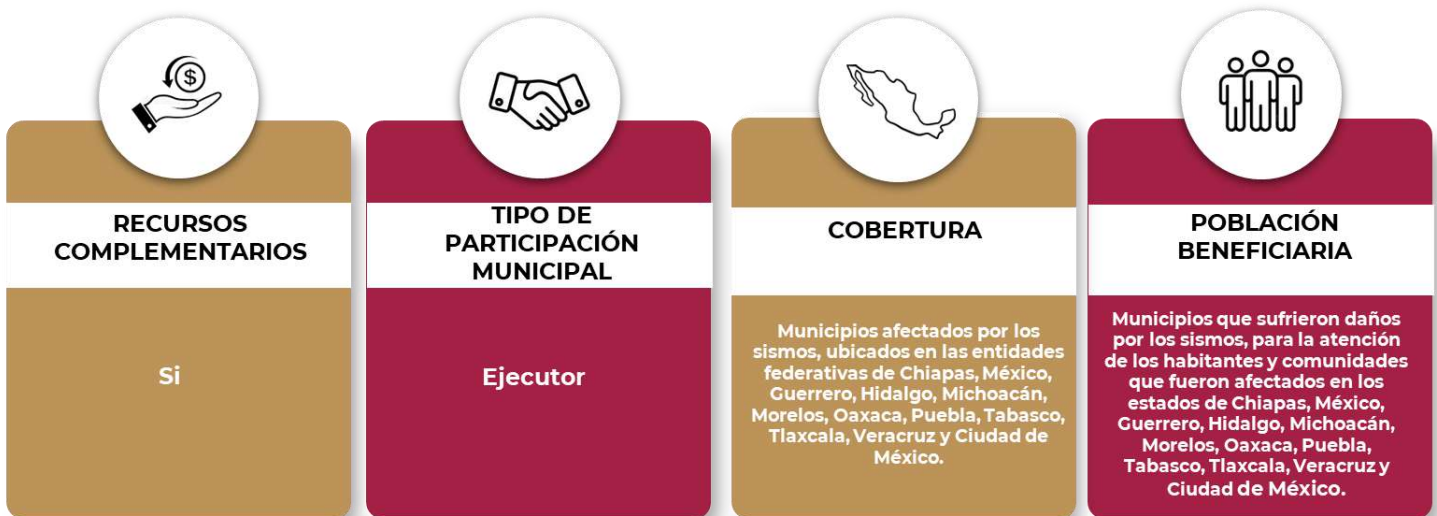 $
RECURSOS
COMPLEMENTARIOS
Si
TIPO DE
PARTICIPACIÓN
MUNICIPAL
Ejecutor
COBERTURA
Municipios afectados por los
sismos, ubicados en las entidades
federativas de Chiapas, México,
Guerrero, Hidalgo, Michoacán,
Morelos, Oaxaca, Puebla, Tabasco,
Tlaxcala, Veracruz y Ciudad de
México.
POBLACIÓN
BENEFICIARIA
Municipios que sufrieron daños
por los sismos, para la atención
de los habitantes y comunidades
que fueron afectados en los
estados de Chiapas, México,
Guerrero, Hidalgo, Michoacán,
Morelos, Oaxaca, Puebla,
Tabasco, Tlaxcala, Veracruz y
Ciudad de México.